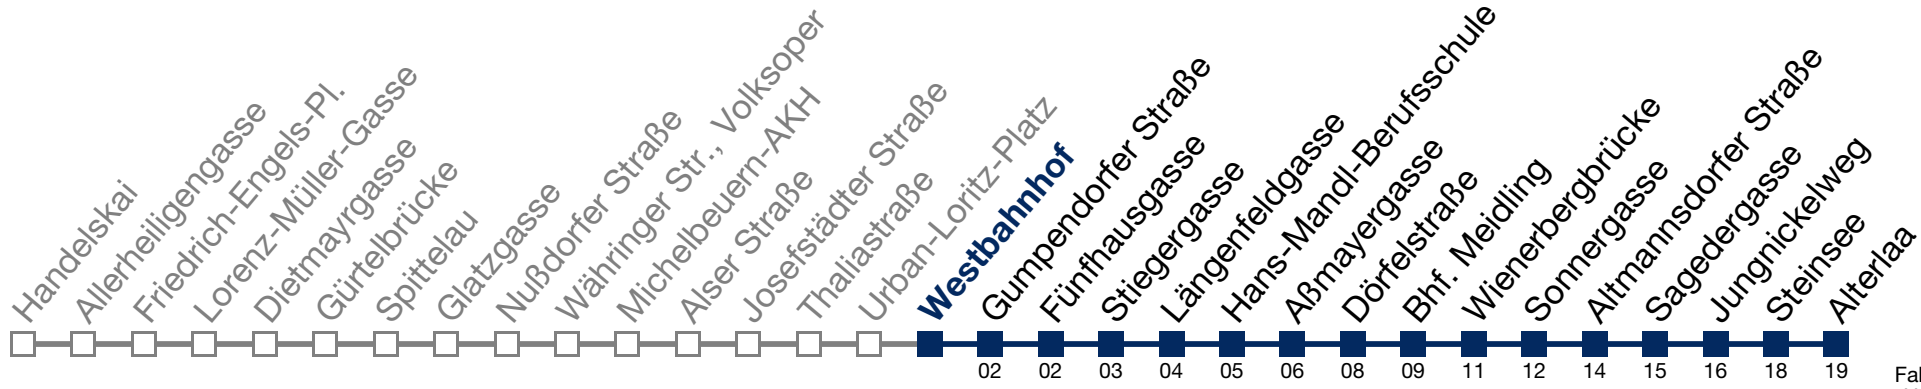 Handelskai
Allerheiligengasse
Friedrich-Engels-Pl.
Lorenz-Müller-Gasse
Dietmayrgasse
Gürtelbrücke
Spittelau
Glatzgasse
Nußdorfer Straße
Währinger Str., Volksoper
Michelbeuern-AKH
Alser Straße
Josefstädter Straße
Thaliastraße
Urban-Loritz-Platz
Westbahnhof
Gumpendorfer Straße
Fünfhausgasse
Stiegergasse
Längenfeldgasse
Hans-Mandl-Berufsschule
Aßmayergasse
Dörfelstraße
Bhf. Meidling
Wienerbergbrücke
Sonnergasse
Altmannsdorfer Straße
Sagedergasse
Jungnickelweg
Steinsee
Alterlaa
02 02 03 04 05 06 08 09 11 12 14 15 16 18 19